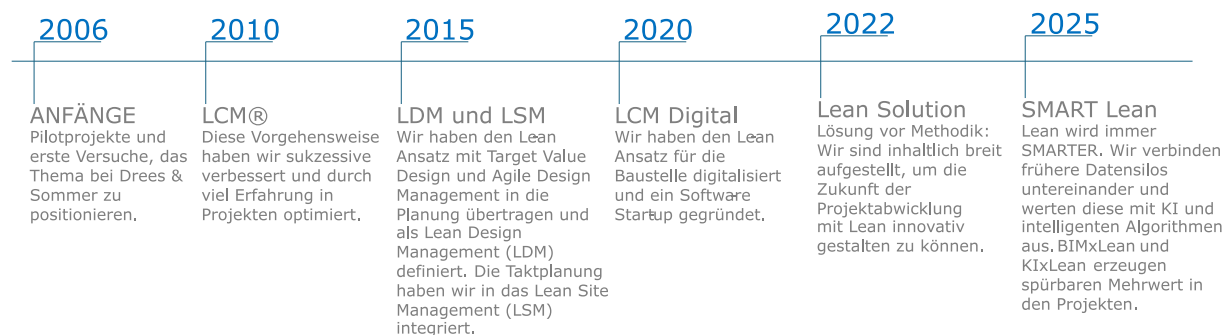 2006
ANFÄNGE
Pilotprojekte und
erste Versuche, das
Thema bei Drees &
Sommer zu
positionieren.
2010
LCM®
Diese Vorgehensweise
haben wir sukzessive
verbessert und durch
viel Erfahrung in
Projekten optimiert.
2015
LDM und LSM
Wir haben den Lean
Ansatz mit Target Value
Design und Agile Design
Management in die
Planung übertragen und
als Lean Design
Management (LDM)
definiert. Die Taktplanung
haben wir in das Lean Site
Management (LSM)
integriert.
2020
LCM Digital
Wir haben den Lean
Ansatz für die
Baustelle digitalisiert
und ein Software
Start-up gegründet.
2022
Lean Solution
Lösung vor Methodik:
Wir sind inhaltlich breit
aufgestellt, um die
Zukunft der
Projektabwicklung
mit Lean innovativ
gestalten zu können.
2025
SMART Lean
Lean wird immer
SMARTER. Wir verbinden
frühere Datensilos
untereinander und
werten diese mit KI und
intelligenten Algorithmen
aus. BIMxLean und
KIxLean erzeugen
spürbaren Mehrwert in
den Projekten.